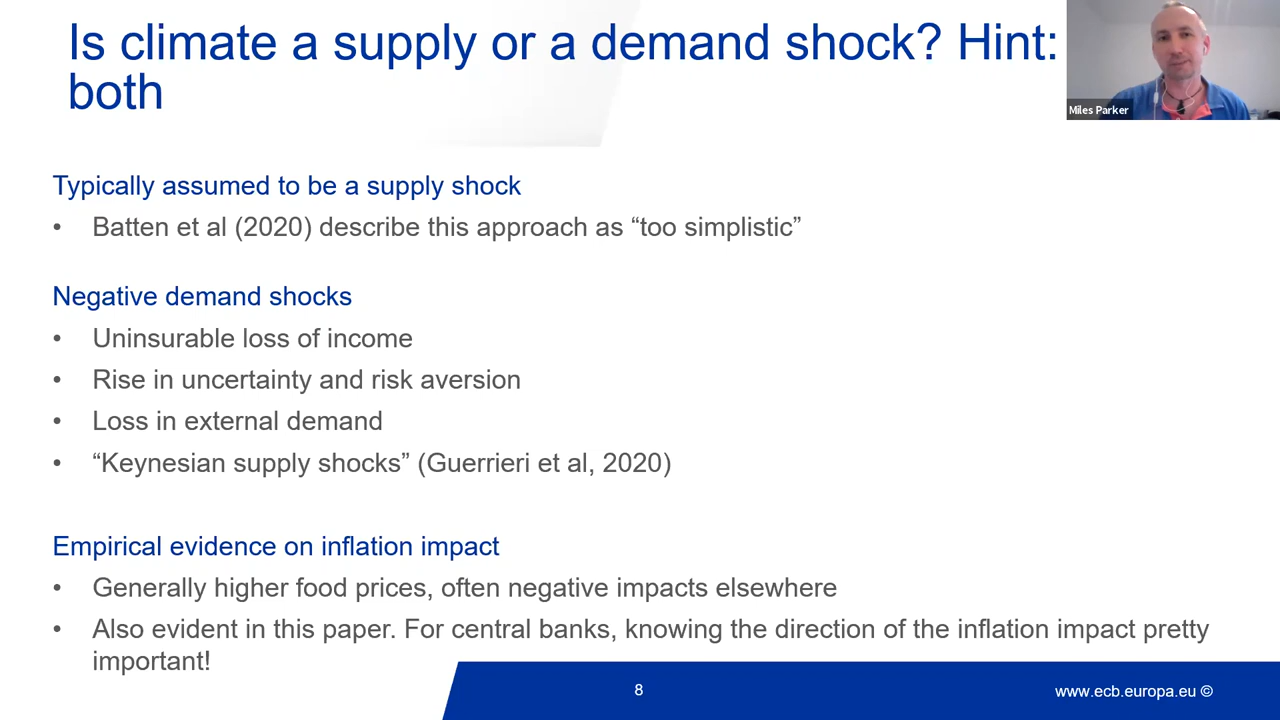 Is climate a supply or a demand shock? Hint:
both
Miles Parker
Typically assumed to be a supply shock
• Batten et al (2020) describe this approach as “too simplistic”
Negative demand shocks
• Uninsurable loss of income
• Rise in uncertainty and risk aversion
• Loss in external demand
• “Keynesian supply shocks” (Guerrieri et al, 2020)
Empirical evidence on inflation impact
• Generally higher food prices, often negative impacts elsewhere
• Also evident in this paper. For central banks, knowing the direction of the inflation impact pretty
important!
8
www.ecb.europa.eu ©